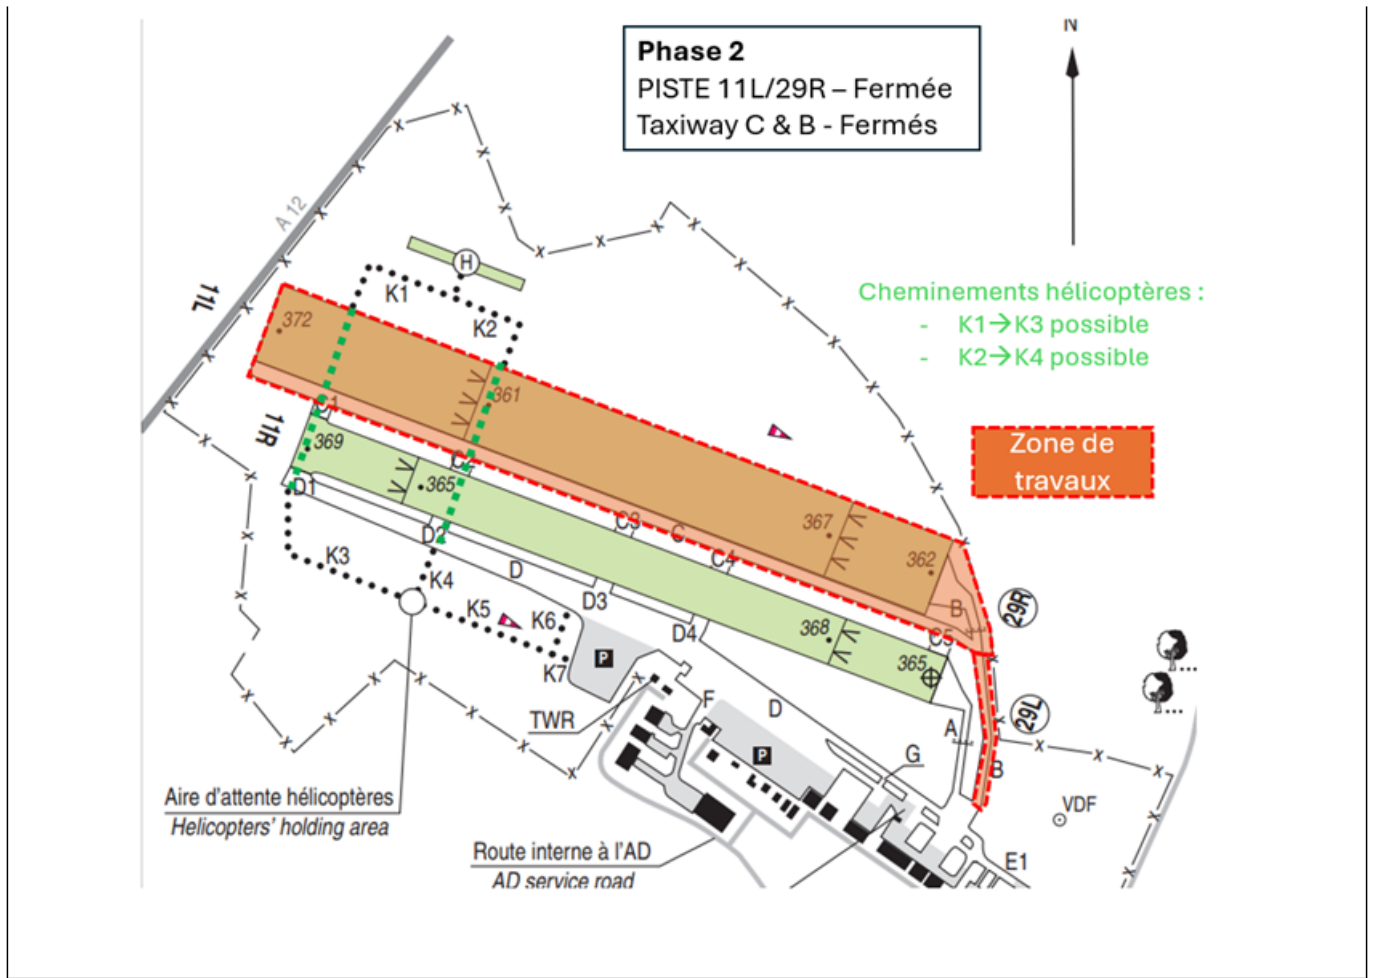 N
Phase 2
PISTE 11L/29R – Fermée
Taxiway C & B - Fermés
A 12
H
K1
11L
K2
Cheminements hélicoptères :
- K1→K3 possible
- K2→K4 possible
372
361
C1
11R
369
Zone de
travaux
C2
365
D1
367
C3
C
D2
C4
362
K3
D
K4
B
29R
K5
D3
K6
368
D4
C5
P
365
K7
F
D
29L
TWR
A
P
G
B
Aire d'attente hélicoptères
Helicopters' holding area
VDF
Route interne à l'AD
AD service road
E1